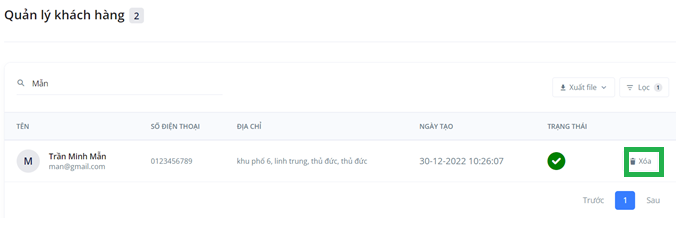 Quản lý khách hàng 2
Mẫn
Xuất file
Lọc 1
TÊN SỐ ĐIỆN THOẠI ĐỊA CHỈ NGÀY TẠO TRẠNG THÁI
M Trần Minh Mẫn
man@gmail.com
0123456789 khu phố 6, linh trung, thủ đức, thủ đức 30-12-2022 10:26:07 Xóa
Trước 1 Sau